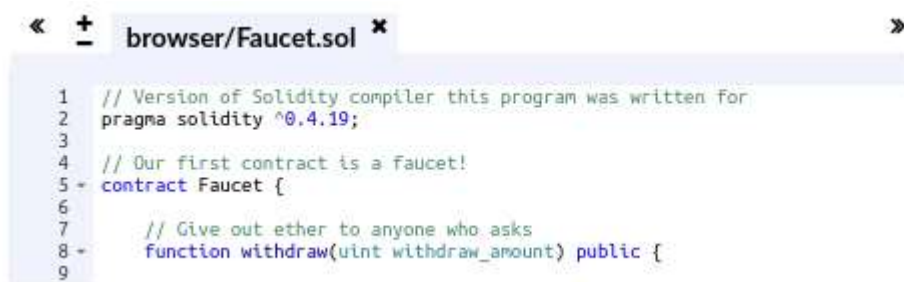 « + - browser/Faucet.sol ✖ »
1 // Version of Solidity compiler this program was written for
2 pragma solidity ^0.4.19;
3
4 // Our first contract is a faucet!
5 - contract Faucet {
6
7 // Give out ether to anyone who asks
8 - function withdraw(uint withdraw_amount) public {
9